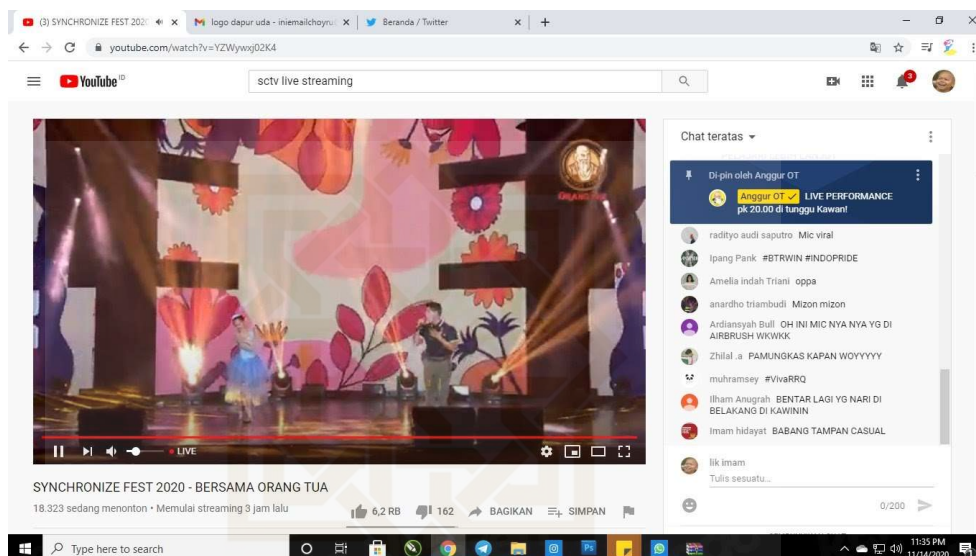 (3) SYNCHRONIZE FEST 202
logo dapur uda - iniemailchoyru
Beranda / Twitter
youtube.com/watch?v=YZWywxj02K4
YouTube ID
sctv live streaming
3
ORANG TUA
LIVE
SYNCHRONIZE FEST 2020 - BERSAMA ORANG TUA
18.323 sedang menonton • Memulai streaming 3 jam lalu
6,2 RB
162
BAGIKAN
SIMPAN
Chat teratas
Di-pin oleh Anggur OT
Anggur OT ✓ LIVE PERFORMANCE
pk 20.00 di tunggu Kawan!
radityo audi saputro Mic viral
Ipang Pank #BTRWIN #INDOPRIDE
Amelia indah Triani oppa
anardho triambudi Mizon mizon
Ardiansyah Bull OH INI MIC NYA NYA YG DI
AIRBRUSH WKWKK
Zhilal .a PAMUNGKAS KAPAN WOYYYYY
muhramsey #VivaRRQ
Ilham Anugrah BENTAR LAGI YG NARI DI
BELAKANG DI KAWININ
Imam hidayat BABANG TAMPAN CASUAL
lik imam
Tulis sesuatu...
0/200
Type here to search
Ps
11:35 PM
11/14/2020